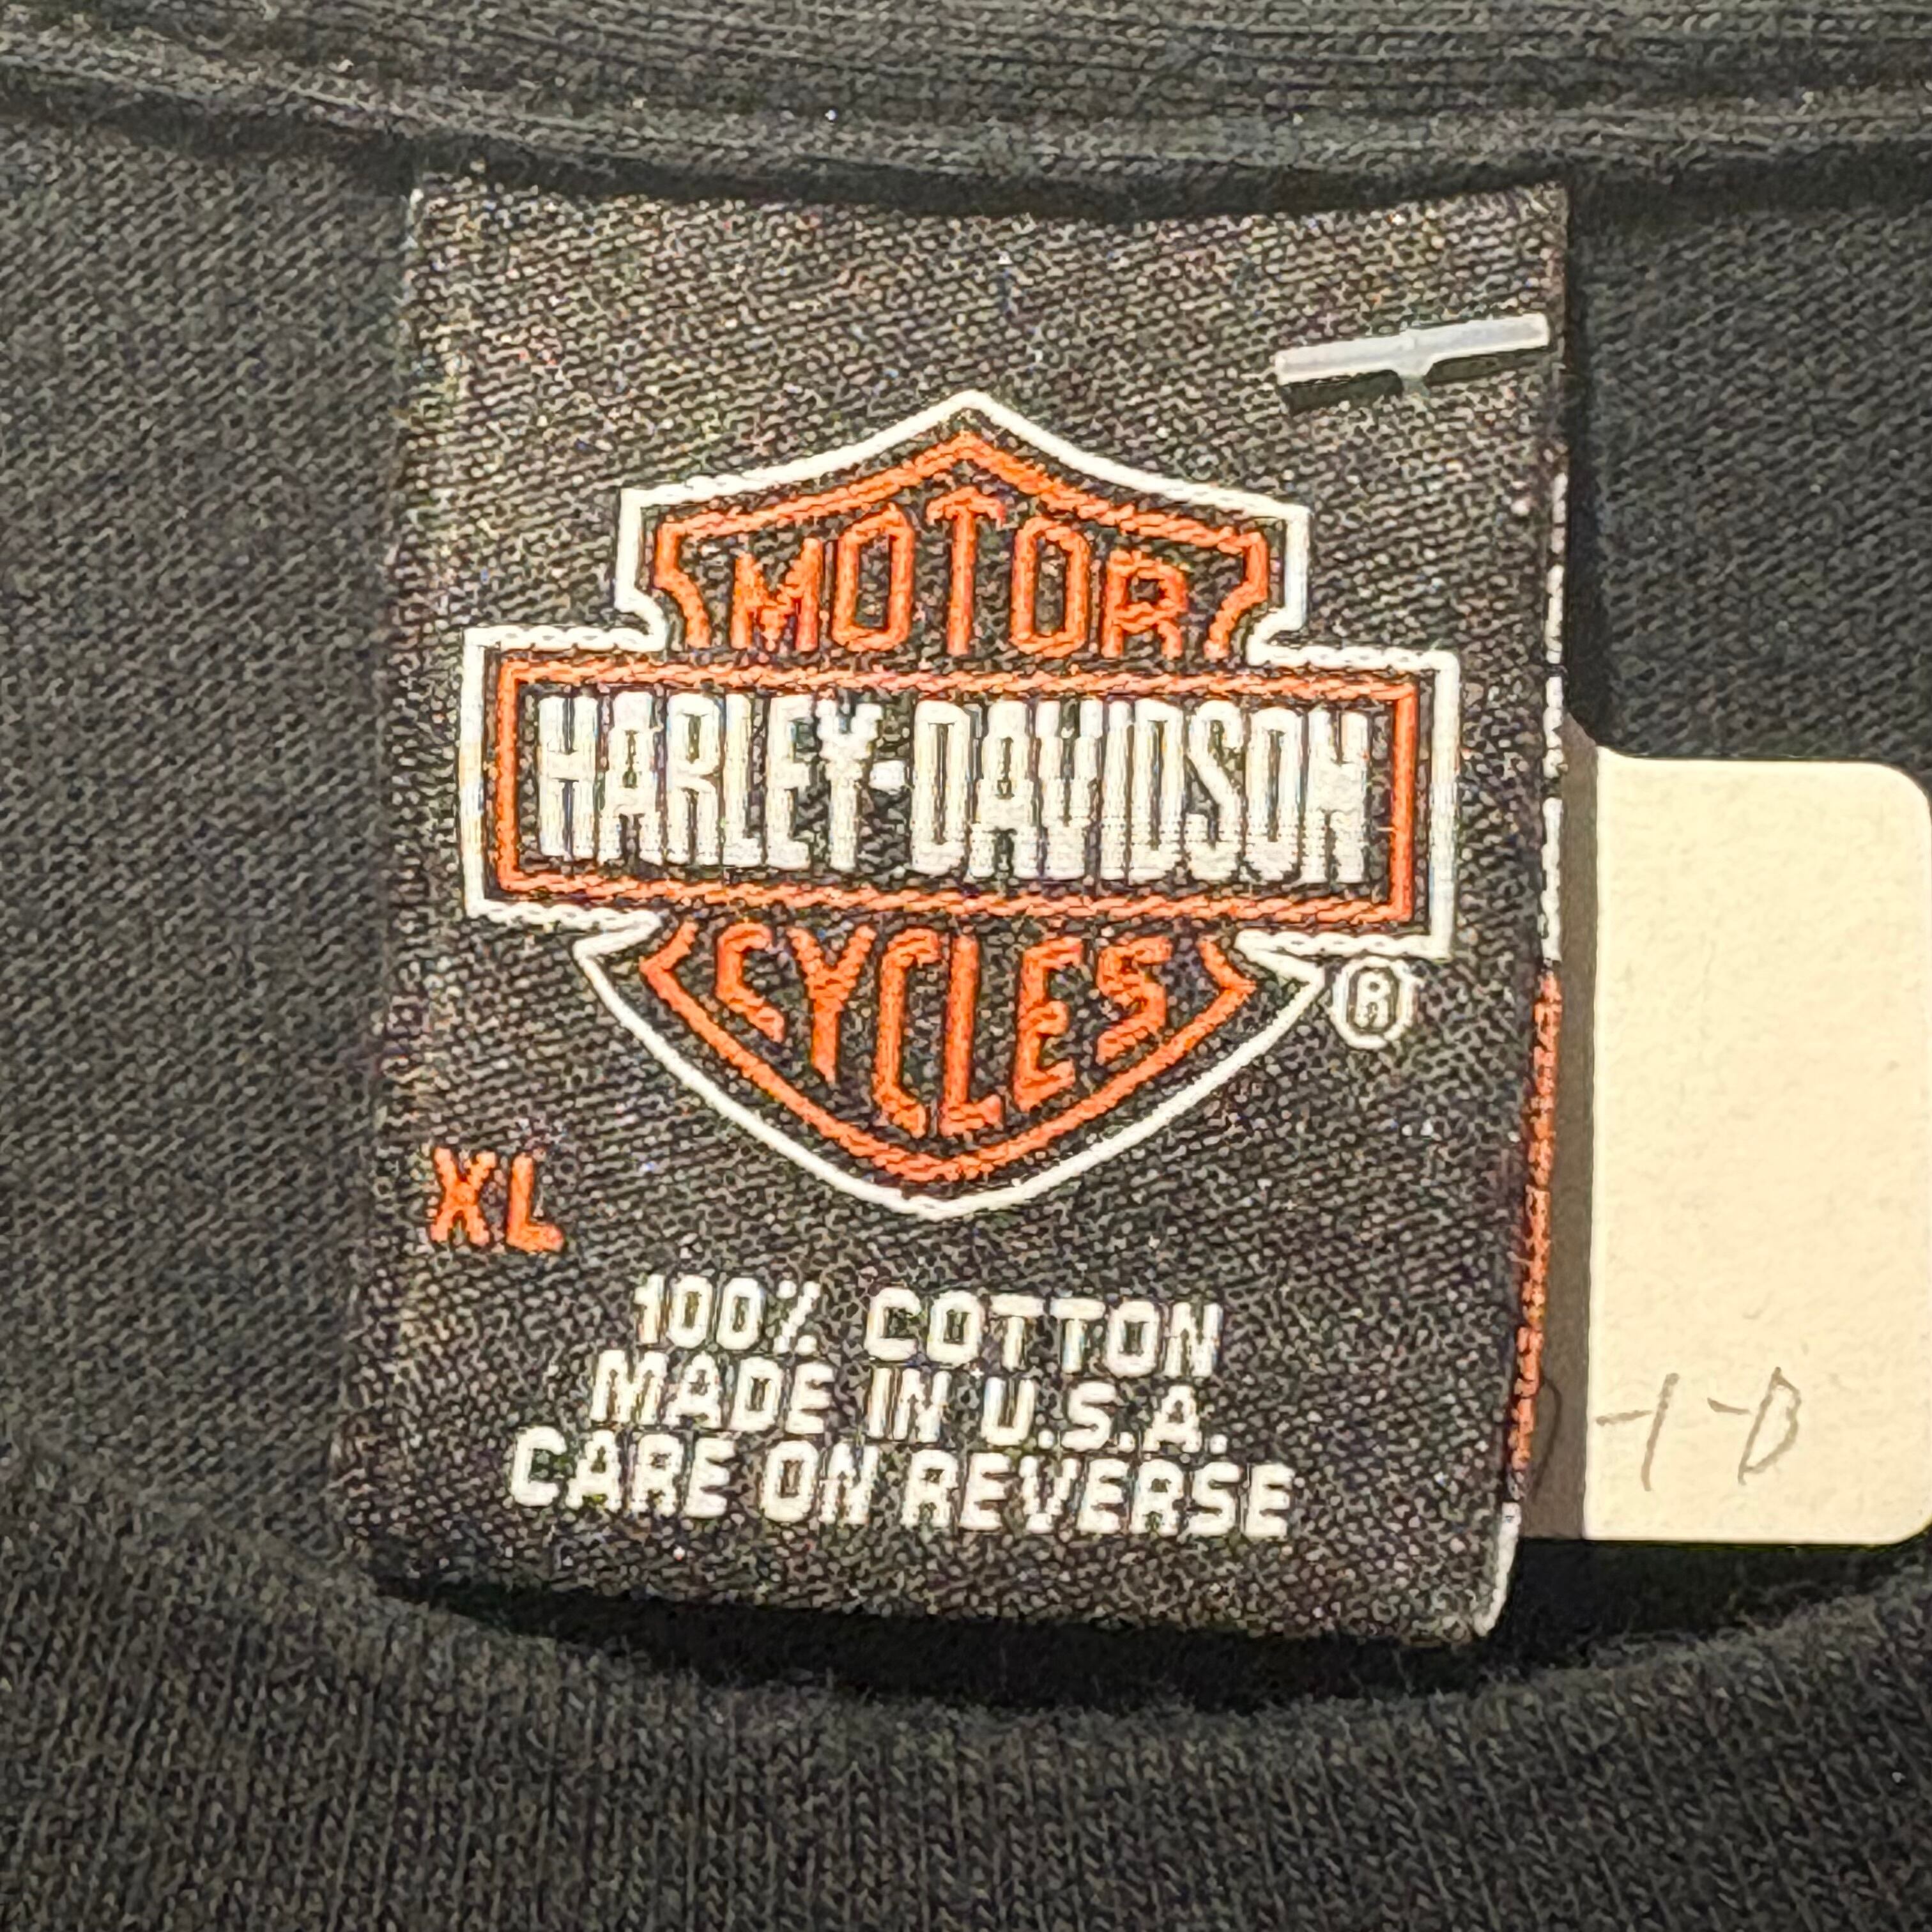 MOTOR
HARLEY-DAVIDSON
CYCLES
®
XL
100% COTTON
MADE IN U.S.A.
CARE ON REVERSE